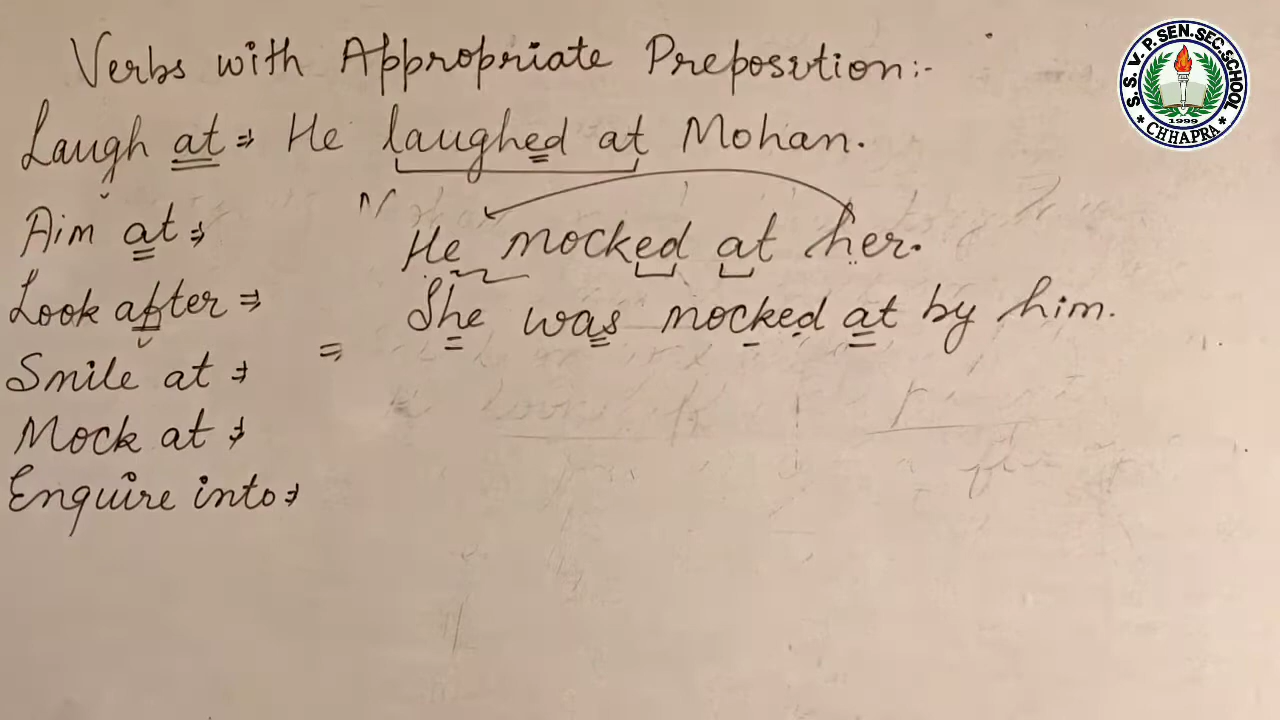 Verbs with Appropriate Preposition:-
Laugh at ⇒ He laughed at Mohan.
Aim at ⇒
He mocked at her.
Look after ⇒
She was mocked at by him.
Smile at ⇒
Mock at ⇒
Enquire into ⇒
S. S. V. P. SEN. SEC. SCHOOL
1999
CHHAPRA